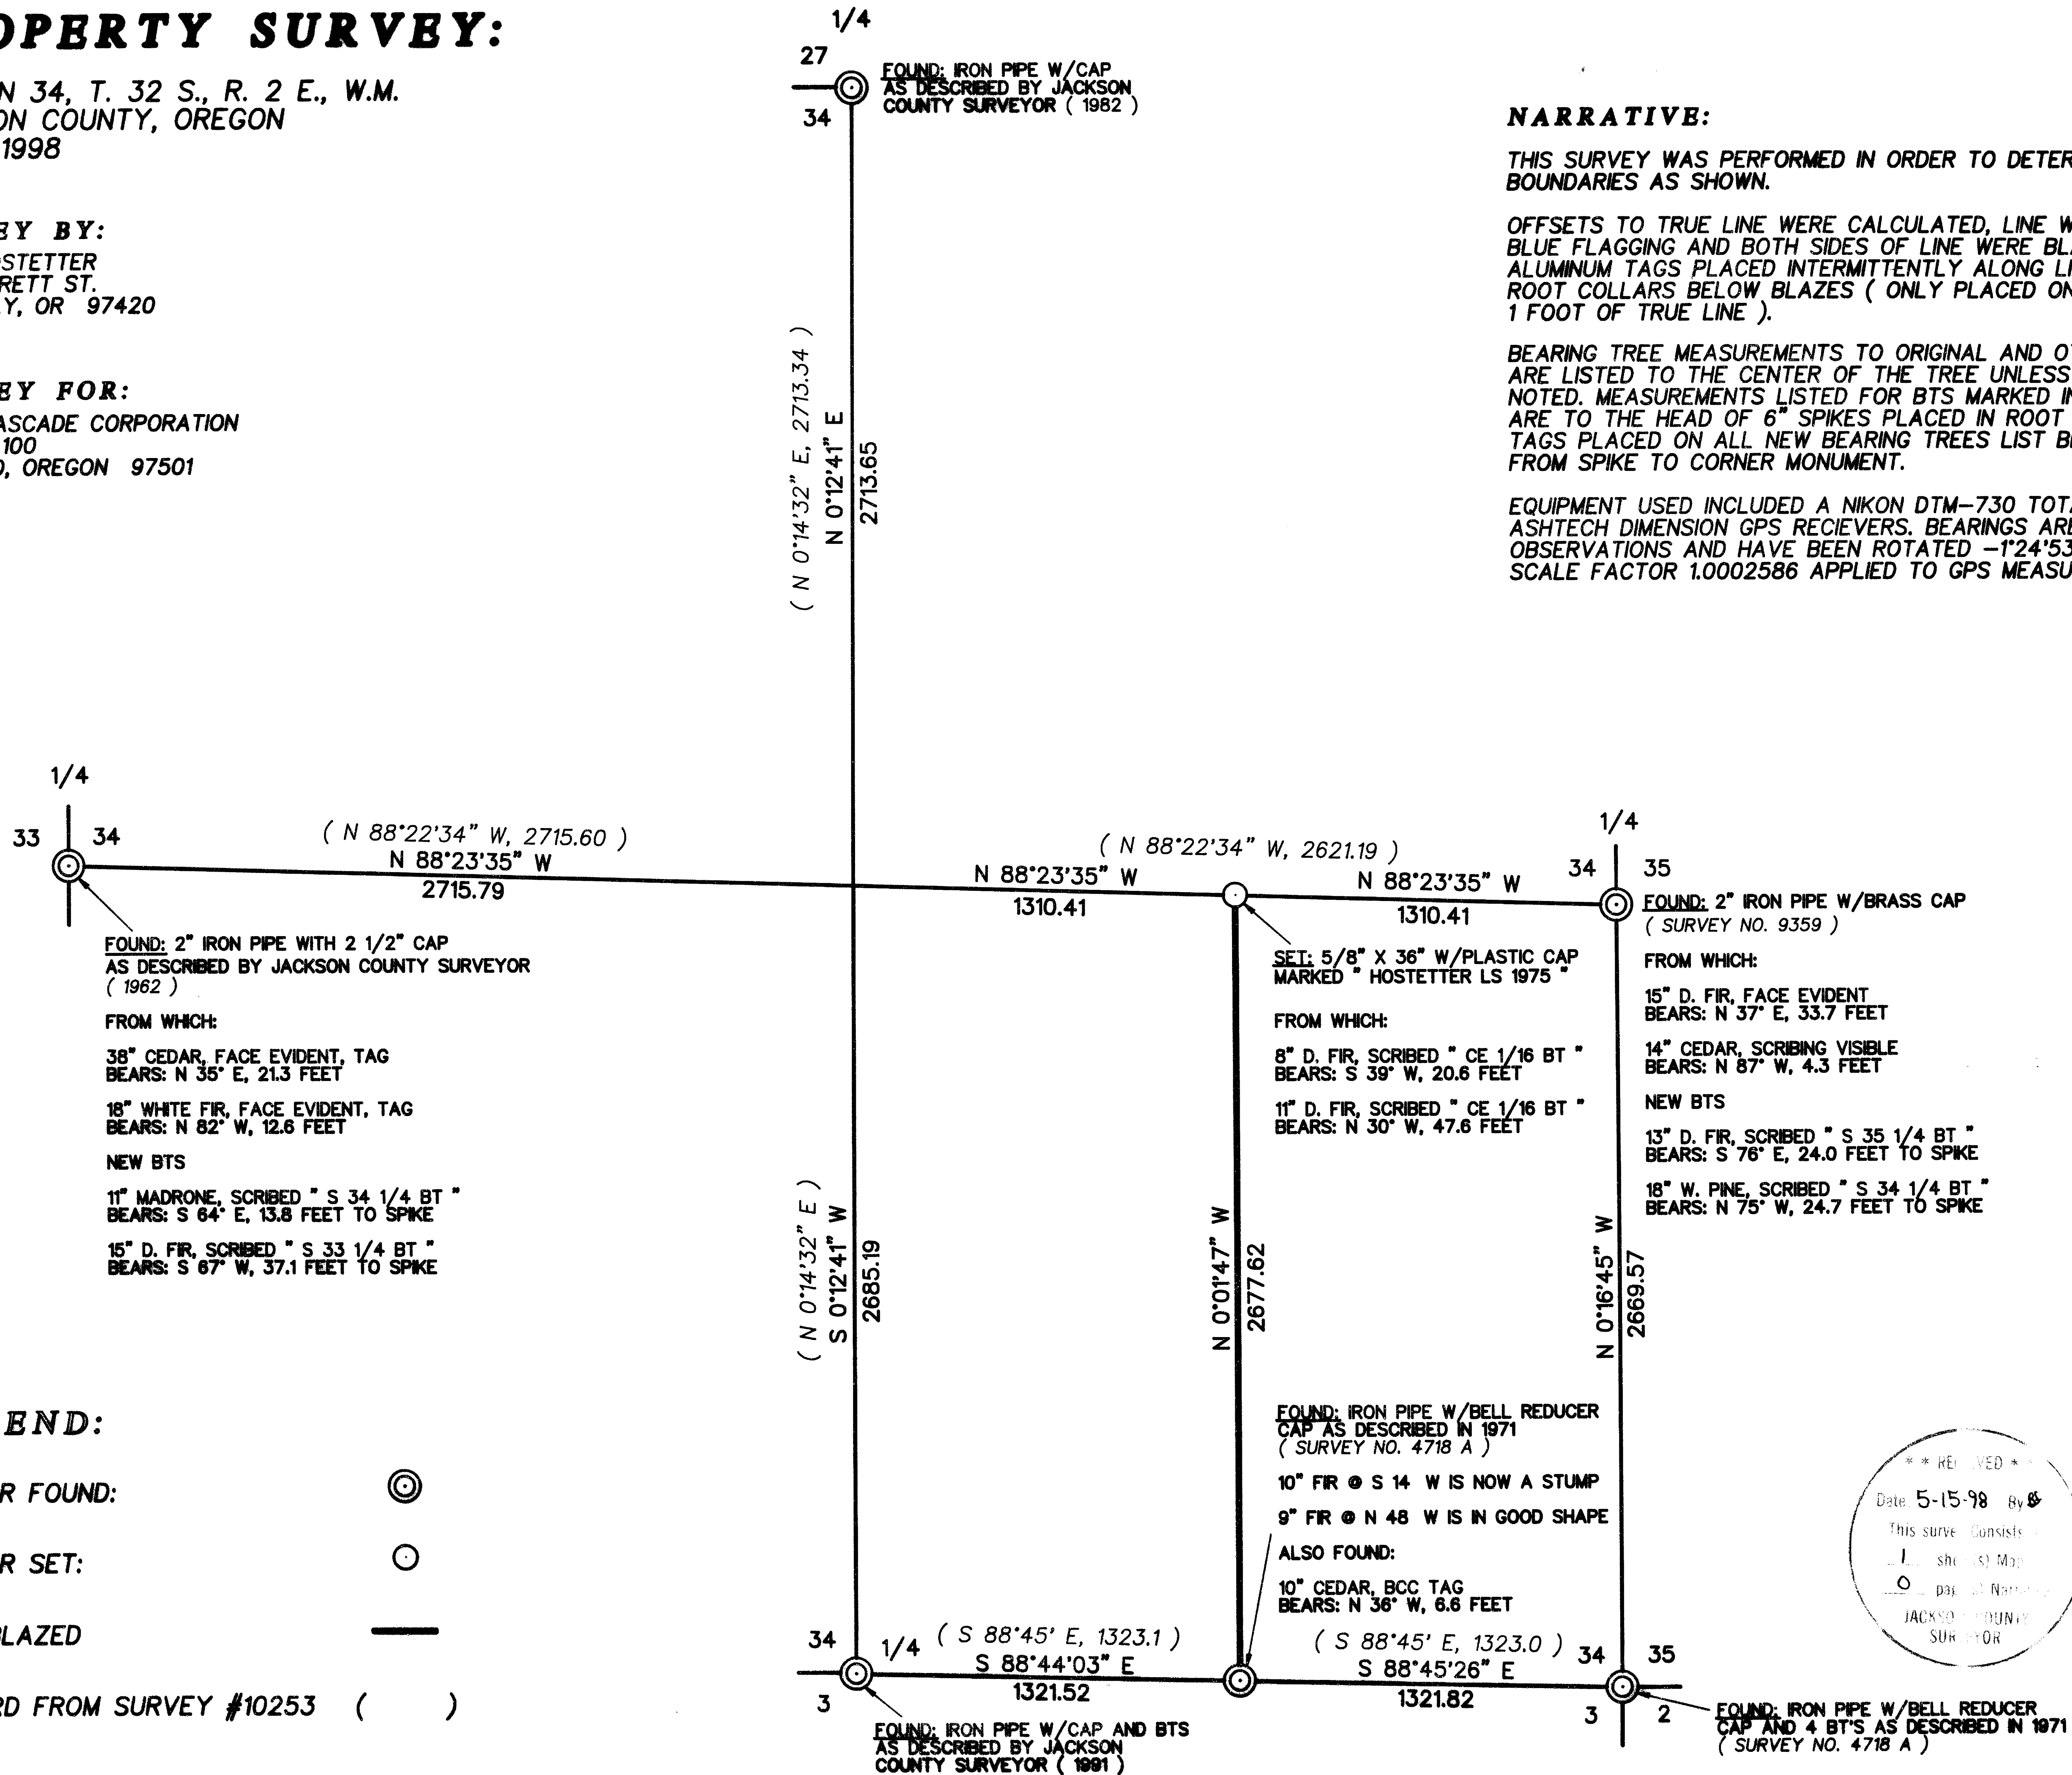 OPERTY SURVEY:
N 34, T. 32 S., R. 2 E., W.M.
ON COUNTY, OREGON
1998
EY BY:
OSTETTER
RETT ST.
Y, OR 97420
EY FOR:
ASCADE CORPORATION
100
D, OREGON 97501
1/4
27
34
FOUND: IRON PIPE W/CAP
AS DESCRIBED BY JACKSON
COUNTY SURVEYOR ( 1982 )
NARRATIVE:
THIS SURVEY WAS PERFORMED IN ORDER TO DETER
BOUNDARIES AS SHOWN.
OFFSETS TO TRUE LINE WERE CALCULATED, LINE W
BLUE FLAGGING AND BOTH SIDES OF LINE WERE BLA
ALUMINUM TAGS PLACED INTERMITTENTLY ALONG LI
ROOT COLLARS BELOW BLAZES ( ONLY PLACED ON
1 FOOT OF TRUE LINE ).
BEARING TREE MEASUREMENTS TO ORIGINAL AND OT
ARE LISTED TO THE CENTER OF THE TREE UNLESS
NOTED. MEASUREMENTS LISTED FOR BTS MARKED IN
ARE TO THE HEAD OF 6" SPIKES PLACED IN ROOT
TAGS PLACED ON ALL NEW BEARING TREES LIST BE
FROM SPIKE TO CORNER MONUMENT.
EQUIPMENT USED INCLUDED A NIKON DTM-730 TOTA
ASHTECH DIMENSION GPS RECIEVERS. BEARINGS ARE
OBSERVATIONS AND HAVE BEEN ROTATED -1°24'53
SCALE FACTOR 1.0002586 APPLIED TO GPS MEASU
( N 0°14'32" E, 2713.34 )
N 0°12'41" E
2713.65
1/4
33
34
( N 88°22'34" W, 2715.60 )
N 88°23'35" W
2715.79
( N 88°22'34" W, 2621.19 )
N 88°23'35" W
1310.41
N 88°23'35" W
1310.41
1/4
34
35
FOUND: 2" IRON PIPE WITH 2 1/2" CAP
AS DESCRIBED BY JACKSON COUNTY SURVEYOR
( 1962 )
FROM WHICH:
38" CEDAR, FACE EVIDENT, TAG
BEARS: N 35° E, 21.3 FEET
18" WHITE FIR, FACE EVIDENT, TAG
BEARS: N 82° W, 12.6 FEET
NEW BTS
11" MADRONE, SCRIBED " S 34 1/4 BT "
BEARS: S 64° E, 13.8 FEET TO SPIKE
15" D. FIR, SCRIBED " S 33 1/4 BT "
BEARS: S 67° W, 37.1 FEET TO SPIKE
SET: 5/8" X 36" W/PLASTIC CAP
MARKED " HOSTETTER LS 1975 "
FROM WHICH:
8" D. FIR, SCRIBED " CE 1/16 BT "
BEARS: S 39° W, 20.6 FEET
11" D. FIR, SCRIBED " CE 1/16 BT "
BEARS: N 30° W, 47.6 FEET
FOUND: 2" IRON PIPE W/BRASS CAP
( SURVEY NO. 9359 )
FROM WHICH:
15" D. FIR, FACE EVIDENT
BEARS: N 37° E, 33.7 FEET
14" CEDAR, SCRIBING VISIBLE
BEARS: N 87° W, 4.3 FEET
NEW BTS
13" D. FIR, SCRIBED " S 35 1/4 BT "
BEARS: S 76° E, 24.0 FEET TO SPIKE
18" W. PINE, SCRIBED " S 34 1/4 BT "
BEARS: N 75° W, 24.7 FEET TO SPIKE
( N 0°14'32" E )
S 0°12'41" W
2685.19
N 0°01'47" W
2677.62
N 0°16'45" W
2669.57
FOUND: IRON PIPE W/BELL REDUCER
CAP AS DESCRIBED IN 1971
( SURVEY NO. 4718 A )
10" FIR @ S 14 W IS NOW A STUMP
9" FIR @ N 48 W IS IN GOOD SHAPE
ALSO FOUND:
10" CEDAR, BCC TAG
BEARS: N 36° W, 6.6 FEET
END:
R FOUND:
R SET:
LAZED
RD FROM SURVEY #10253 ( )
34
1/4
3
( S 88°45' E, 1323.1 )
S 88°44'03" E
1321.52
( S 88°45' E, 1323.0 )
S 88°45'26" E
1321.82
34
35
3
2
FOUND: IRON PIPE W/CAP AND BTS
AS DESCRIBED BY JACKSON
COUNTY SURVEYOR ( 1991 )
FOUND: IRON PIPE W/BELL REDUCER
CAP AND 4 BT'S AS DESCRIBED IN 1971
( SURVEY NO. 4718 A )
* * RE VED *
Date 5-15-98 By
This surve Consists
1 she s) Map
0 pag Narr
JACKSO OUNTY
SUR YOR